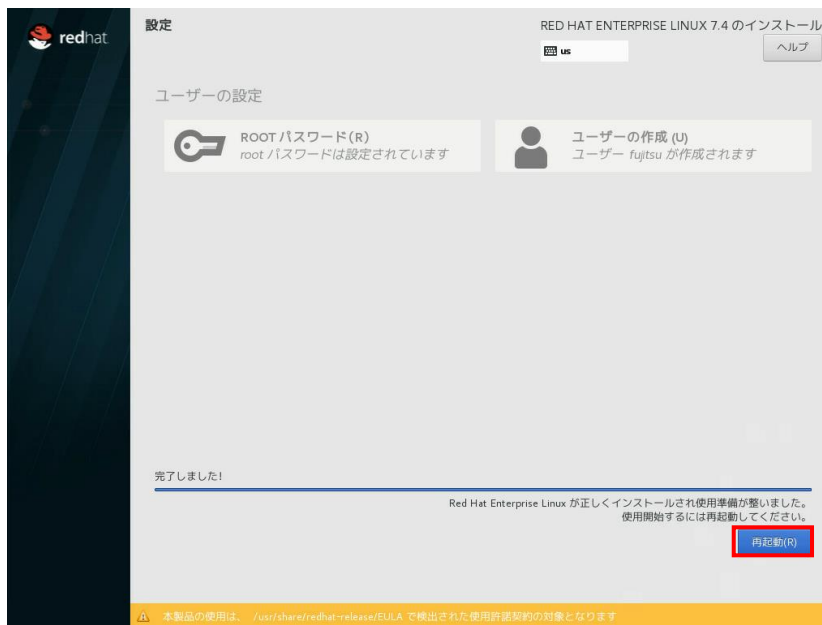 redhat.
設定
RED HAT ENTERPRISE LINUX 7.4 のインストール
us
ヘルプ
ユーザーの設定
ROOT パスワード(R)
root パスワードは設定されています
ユーザーの作成 (U)
ユーザー fujitsu が作成されます
完了しました!
Red Hat Enterprise Linux が正しくインストールされ使用準備が整いました。
使用開始するには再起動してください。
再起動(R)
本製品の使用は、 /usr/share/redhat-release/EULA で検出された使用許諾契約の対象となります